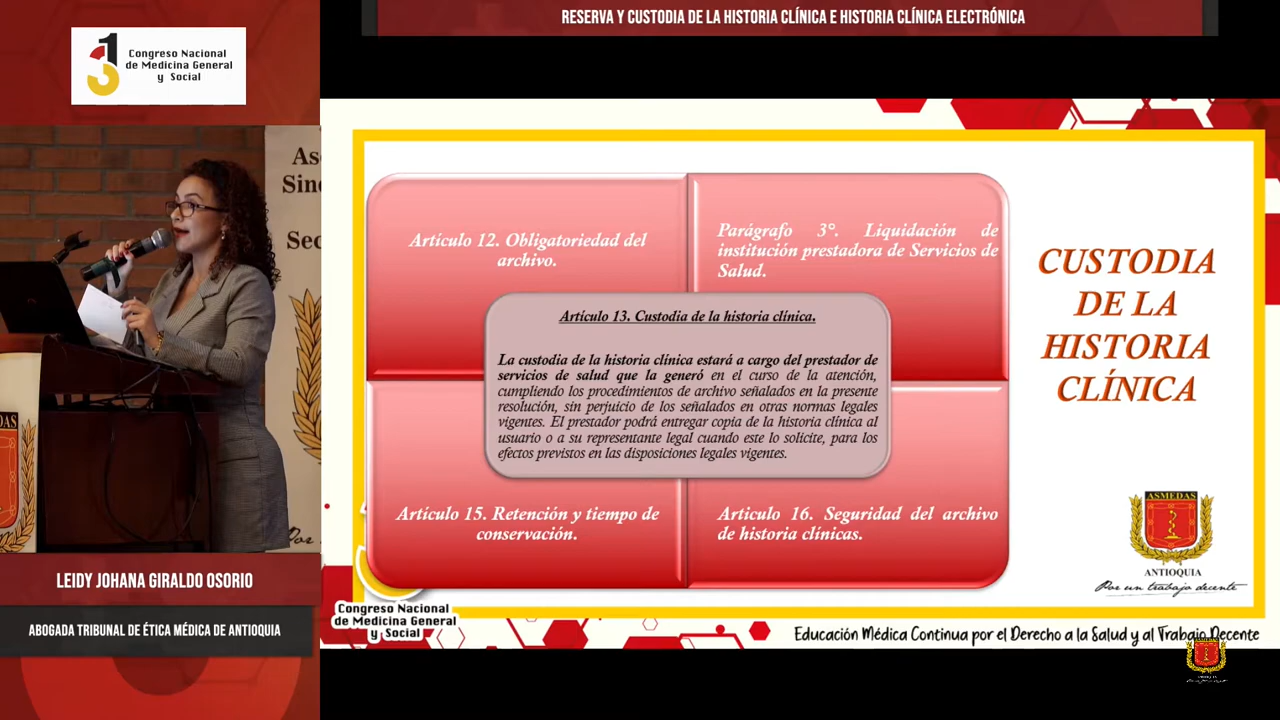 RESERVA Y CUSTODIA DE LA HISTORIA CLÍNICA E HISTORIA CLÍNICA ELECTRÓNICA
Congreso Nacional
de Medicina General
y Social
Artículo 12. Obligatoriedad del
archivo.
Parágrafo 3°. Liquidación de
institución prestadora de Servicios de
Salud.
Artículo 13. Custodia de la historia clínica.
La custodia de la historia clínica estará a cargo del prestador de
servicios de salud que la generó en el curso de la atención,
cumpliendo los procedimientos de archivo señalados en la presente
resolución, sin perjuicio de los señalados en otras normas legales
vigentes. El prestador podrá entregar copia de la historia clínica al
usuario o a su representante legal cuando este lo solicite, para los
efectos previstos en las disposiciones legales vigentes.
Artículo 15. Retención y tiempo de
conservación.
Artículo 16. Seguridad del archivo
de historia clínicas.
CUSTODIA
DE LA
HISTORIA
CLÍNICA
ASMEDAS
ANTIOQUIA
Por un trabajo decente
LEIDY JOHANA GIRALDO OSORIO
ABOGADA TRIBUNAL DE ÉTICA MÉDICA DE ANTIOQUIA
Congreso Nacional
de Medicina General
y Social
Educación Médica Continua por el Derecho a la Salud y al Trabajo Decente